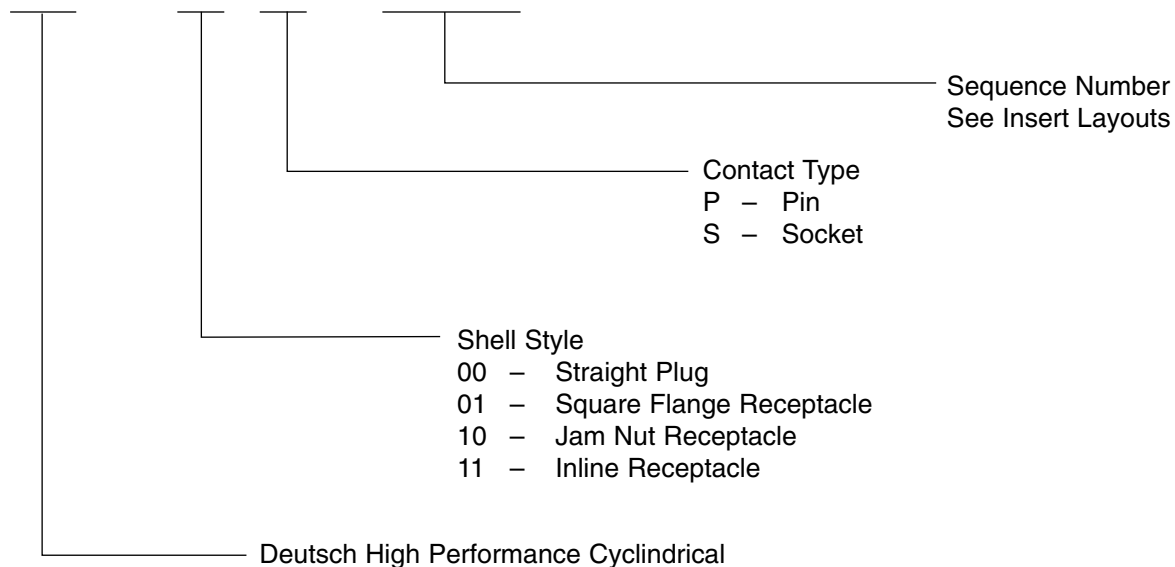 Sequence Number
See Insert Layouts
Contact Type
P – Pin
S – Socket
Shell Style
00 – Straight Plug
01 – Square Flange Receptacle
10 – Jam Nut Receptacle
11 – Inline Receptacle
Deutsch High Performance Cyclindrical